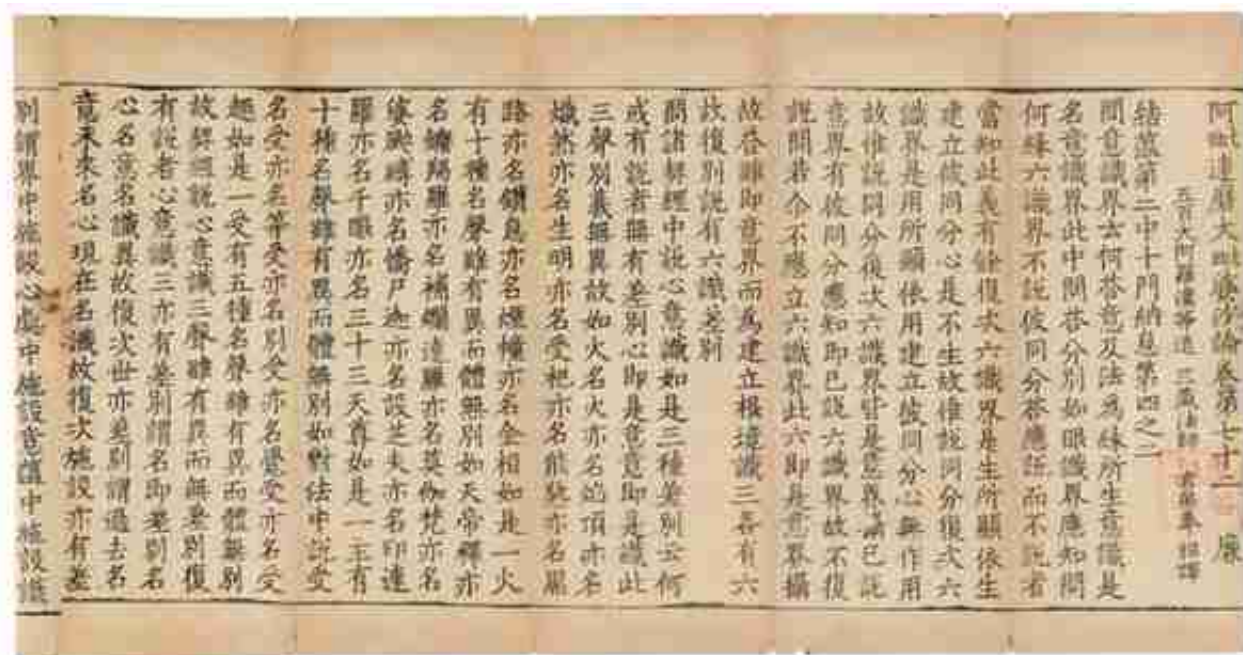 阿毗達磨大毗婆沙論卷第七十二 廉
五百大阿羅漢等造 三藏法師玄奘奉 詔譯
結蘊第二中十門納息第四之二
問意識界云何答意及法為緣所生意識是
名意識界此中問答分別如眼識界應知問
何緣六識界不說彼同分答應說而不說者
當知此義有餘復次六識界是生所顯依生
建立彼同分心是不生故惟說同分復次六
識界是用所顯依用建立彼同分心無作用
故惟說同分復次六識界皆是意界攝已說
意界有彼同分應知即已說六識界故不復
說問若今不應立六識界此六即是意界攝
故答雖即意界而為建立根境識三各有六
故復別說有六識差別
問諸契經中說心意識如是三種差別云何
或有說者無有差別心即是意意即是識此
三聲別義無異故如火名火亦名焰頂亦名
熾然亦名生明亦名受祀亦名能熟亦名黑
路亦名鑽息亦名煙幢亦名金相如是一火
有十種名聲雖有異而體無別如天帝釋亦
名鑠羯羅亦名補爛達羅亦名莫伽梵亦名
婆颯縛亦名憍尸迦亦名設芝夫亦名印達
羅亦名千眼亦名三十三天尊如是一主有
十種名聲雖有異而體無別如對法中說受
名受亦名等受亦名別受亦名覺受亦名受
趣如是一受有五種名聲雖有異而體無別
故契經說心意識三聲雖有異而無差別復
有說者心意識三亦有差別謂名即差別名
心名意名識異故復次世亦差別謂過去名
意未來名心現在名識故復次施設亦有差
別謂界中施設心處中施設意蘊中施設識